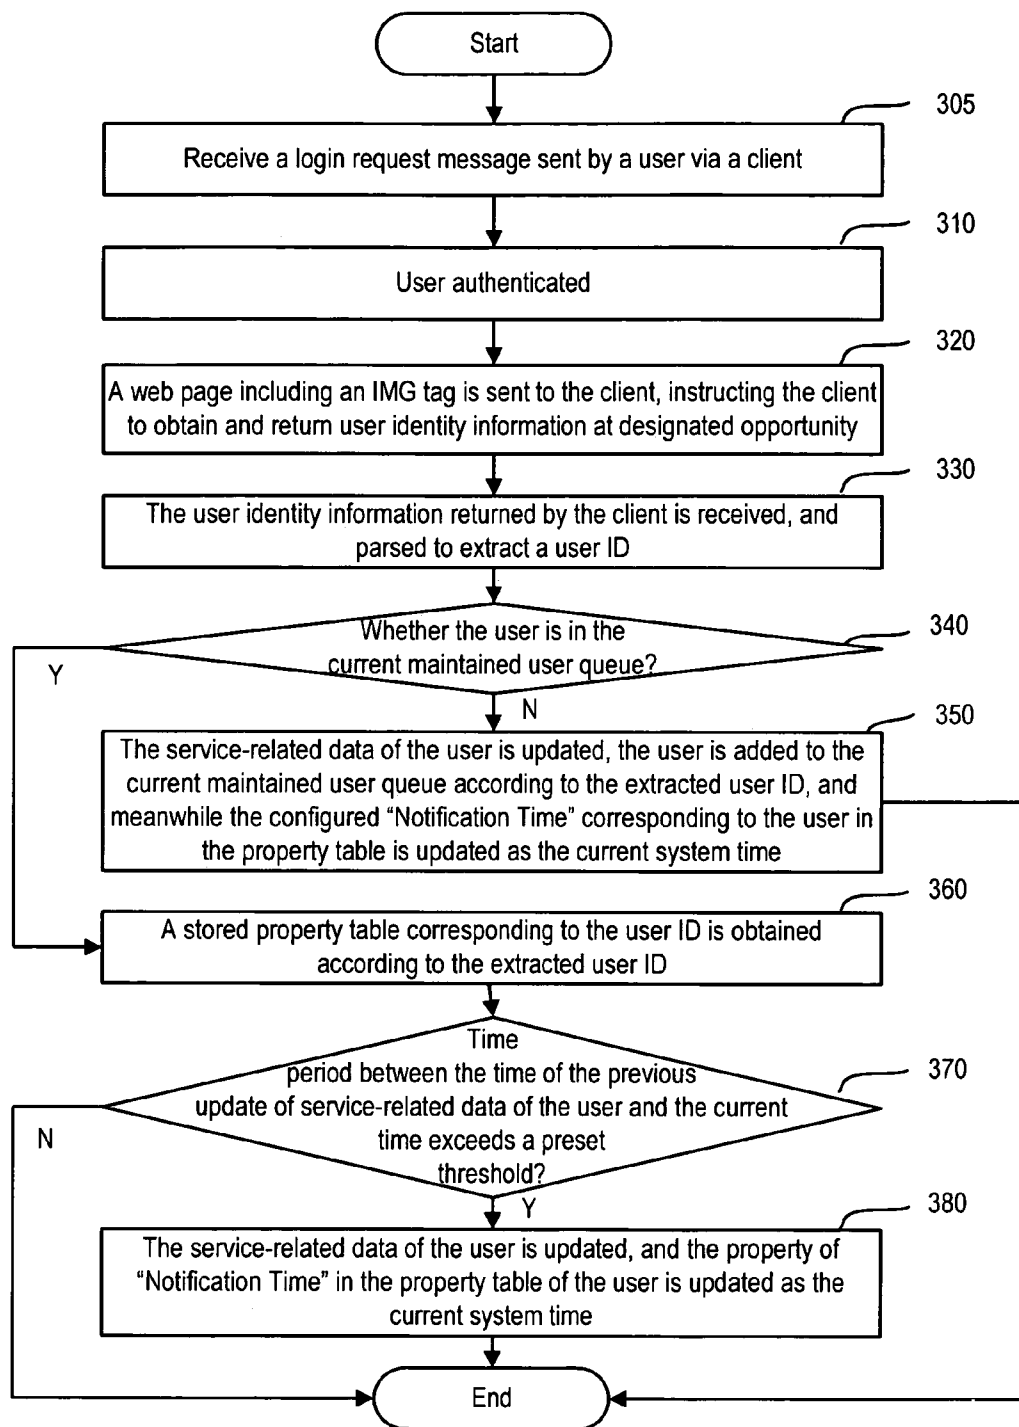 Start
305
Receive a login request message sent by a user via a client
310
User authenticated
320
A web page including an IMG tag is sent to the client, instructing the client
to obtain and return user identity information at designated opportunity
330
The user identity information returned by the client is received, and
parsed to extract a user ID
340
Whether the user is in the
current maintained user queue?
Y
N
350
The service-related data of the user is updated, the user is added to the
current maintained user queue according to the extracted user ID, and
meanwhile the configured “Notification Time” corresponding to the user in
the property table is updated as the current system time
360
A stored property table corresponding to the user ID is obtained
according to the extracted user ID
370
Time
period between the time of the previous
update of service-related data of the user and the current
time exceeds a preset
threshold?
N
Y
380
The service-related data of the user is updated, and the property of
“Notification Time” in the property table of the user is updated as the
current system time
End